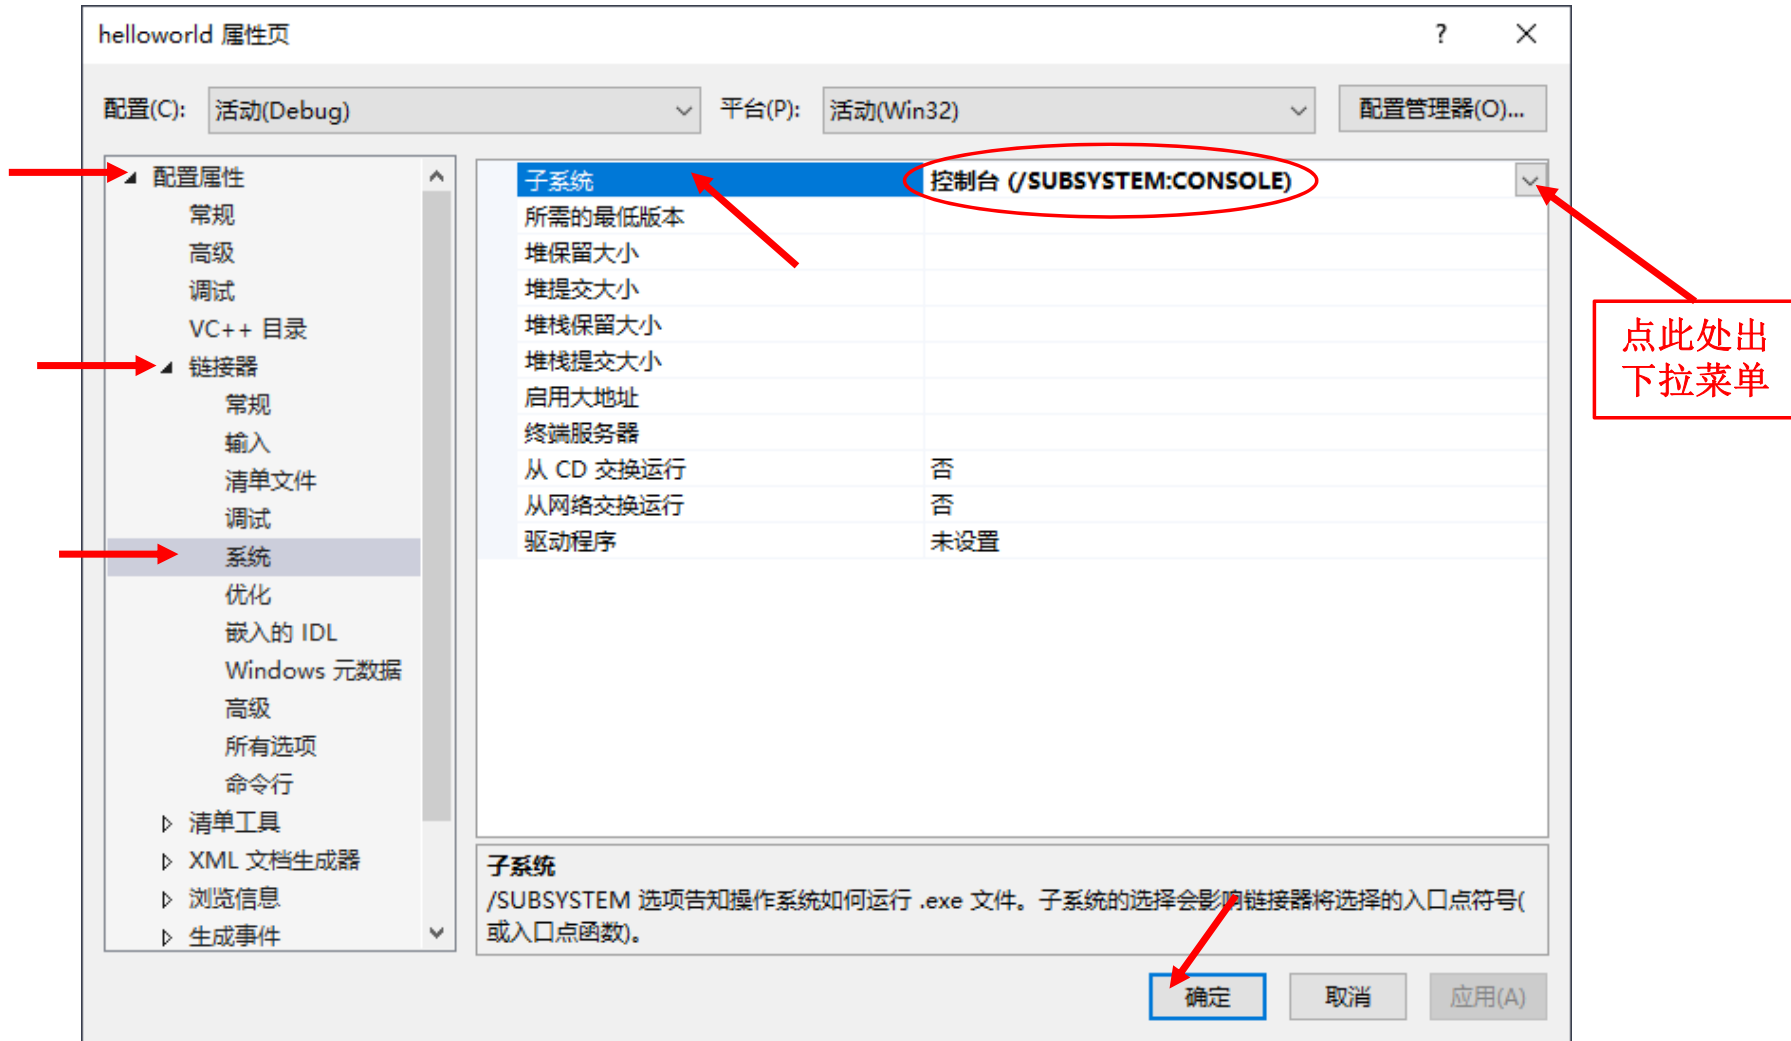 helloworld 属性页
?
配置(C):
活动(Debug)
平台(P):
活动(Win32)
配置管理器(O)...
配置属性
常规
高级
调试
VC++ 目录
链接器
常规
输入
清单文件
调试
系统
优化
嵌入的 IDL
Windows 元数据
高级
所有选项
命令行
清单工具
XML 文档生成器
浏览信息
生成事件
子系统 控制台 (/SUBSYSTEM:CONSOLE)
所需的最低版本
堆保留大小
堆提交大小
堆栈保留大小
堆栈提交大小
启用大地址
终端服务器
从 CD 交换运行 否
从网络交换运行 否
驱动程序 未设置
点此处出
下拉菜单
子系统
/SUBSYSTEM 选项告知操作系统如何运行 .exe 文件。子系统的选择会影响链接器将选择的入口点符号(
或入口点函数)。
确定
取消
应用(A)